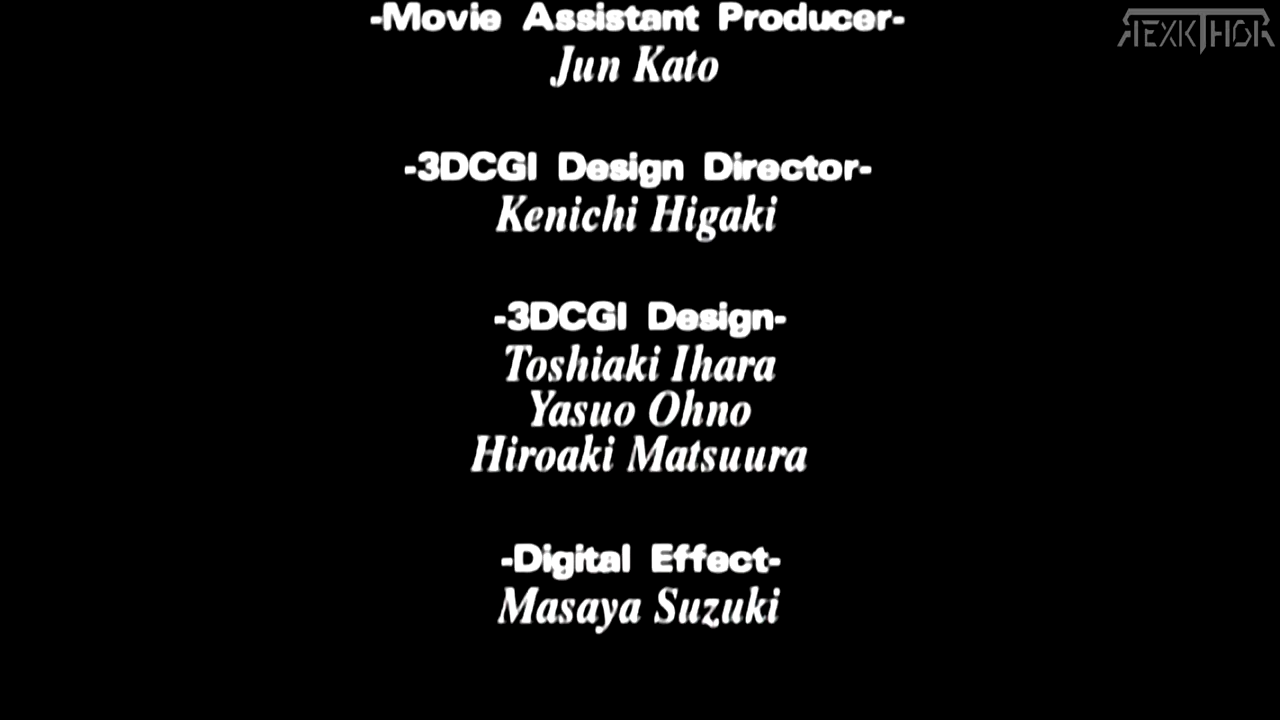 -Movie Assistant Producer-
ЯEXKTHOR
Jun Kato
-3DCGI Design Director-
Kenichi Higaki
-3DCGI Design-
Toshiaki Ihara
Yasuo Ohno
Hiroaki Matsuura
-Digital Effect-
Masaya Suzuki